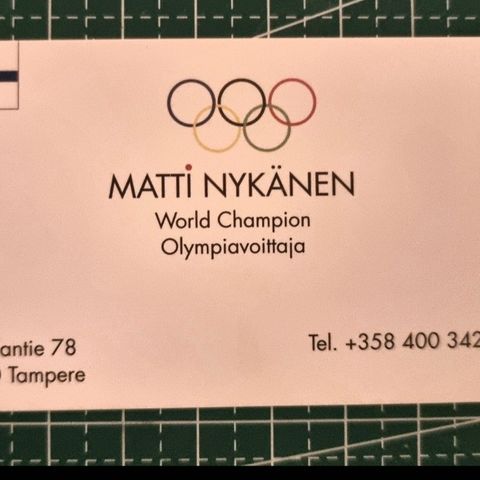 MATTi NYKÄNEN
World Champion
Olympiavoittaja
antie 78
Tampere
Tel. +358 400 342